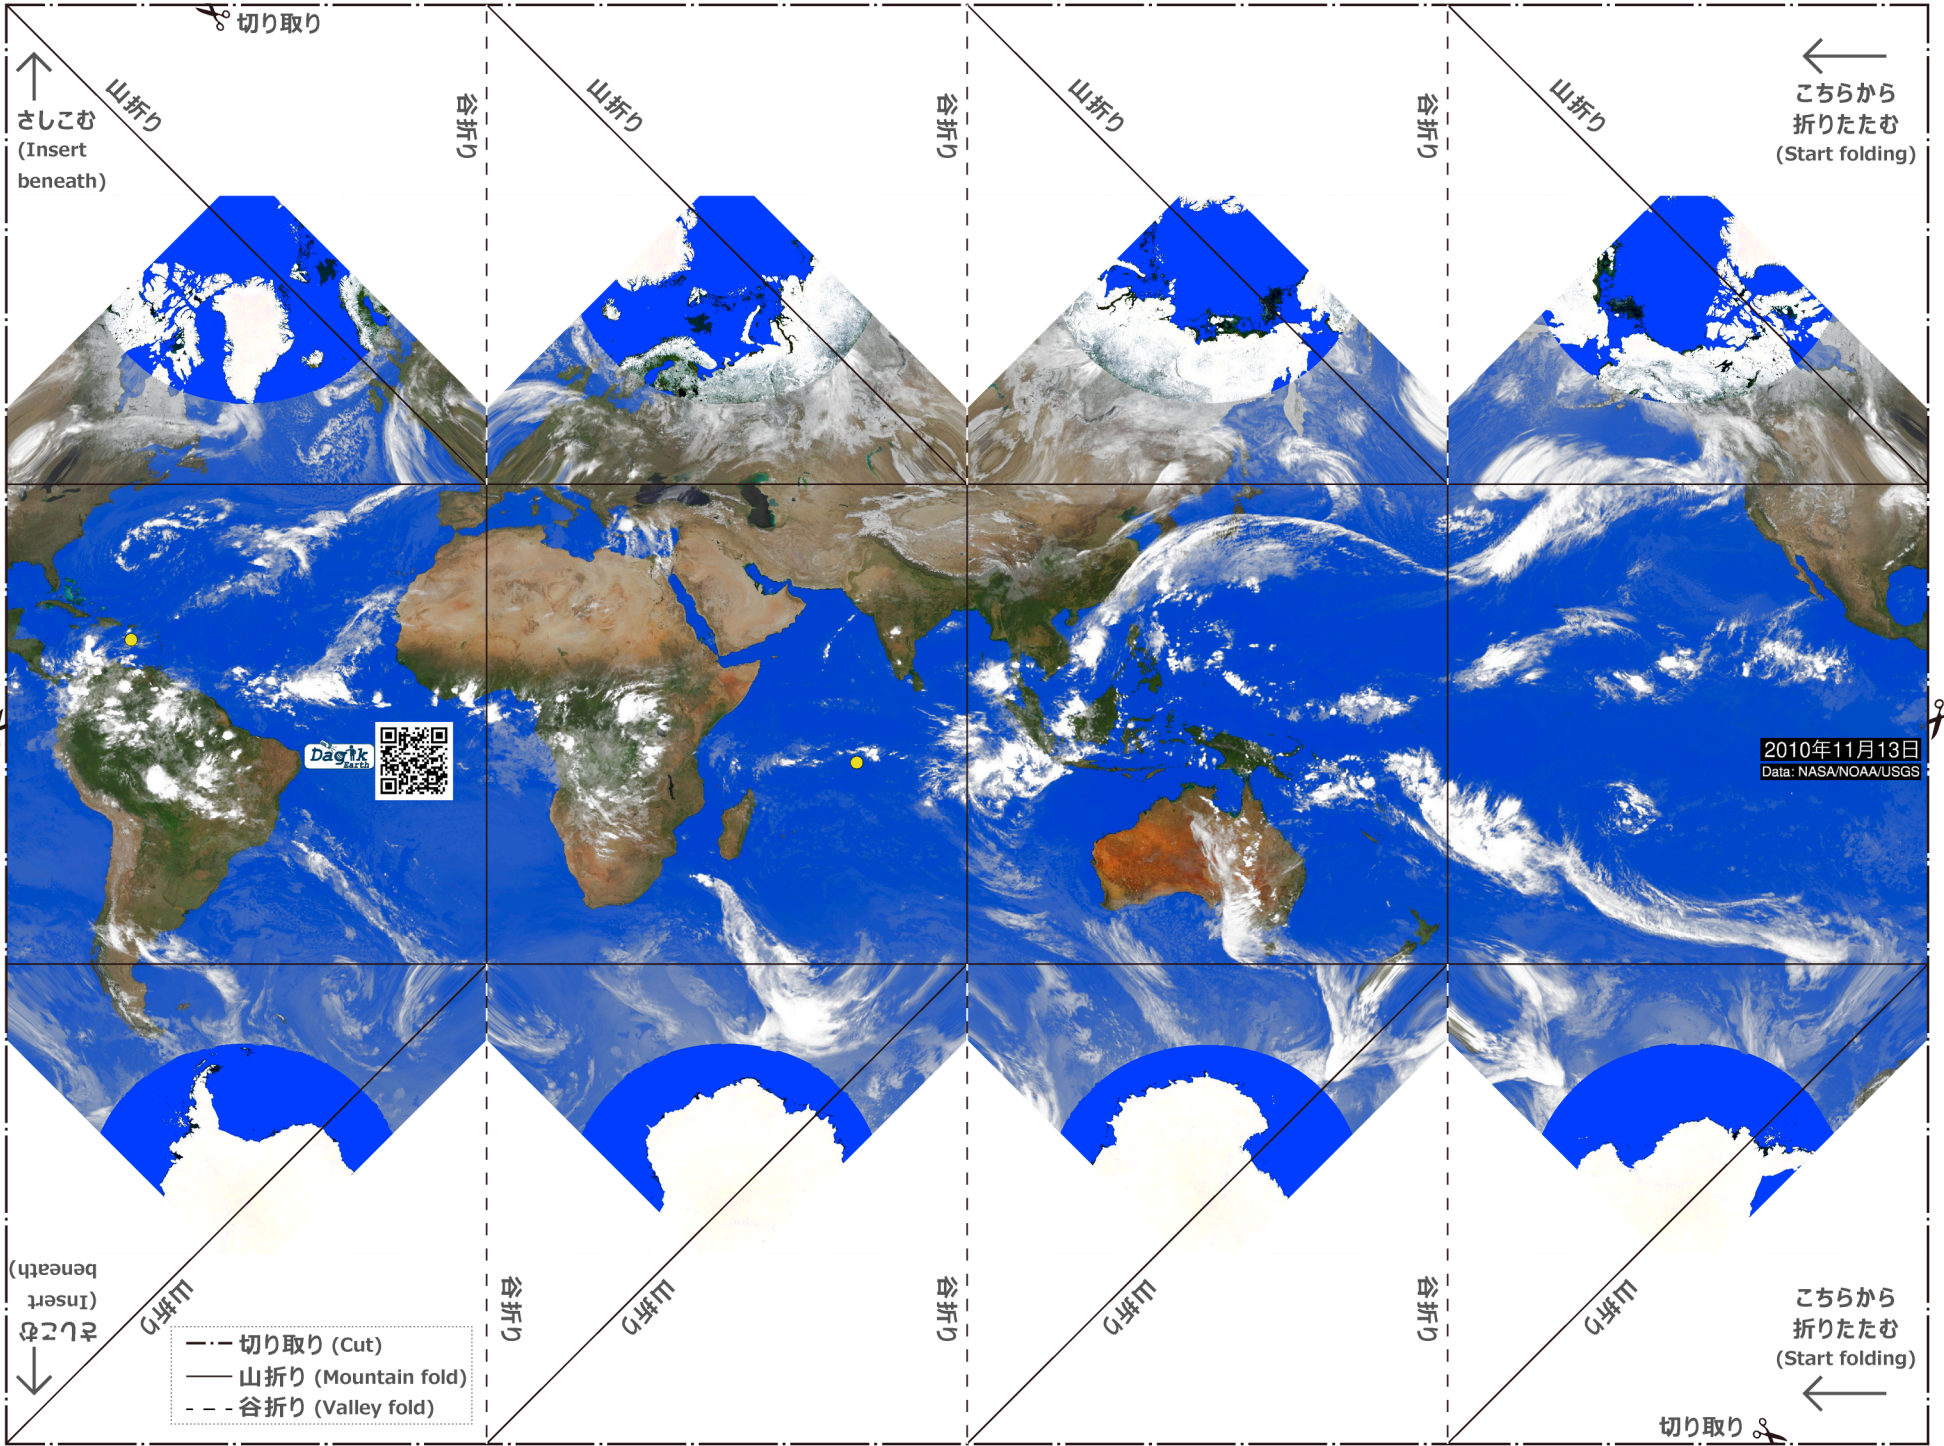 切り取り
さしこむ
(Insert
beneath)
山折り
谷折り
山折り
谷折り
山折り
谷折り
山折り
こちらから
折りたたむ
(Start folding)
Dagik
Earth
2010年11月13日
Data: NASA/NOAA/USGS
さしこむ
(Insert
beneath)
山折り
谷折り
山折り
谷折り
山折り
谷折り
山折り
こちらから
折りたたむ
(Start folding)
切り取り (Cut)
山折り (Mountain fold)
谷折り (Valley fold)
切り取り